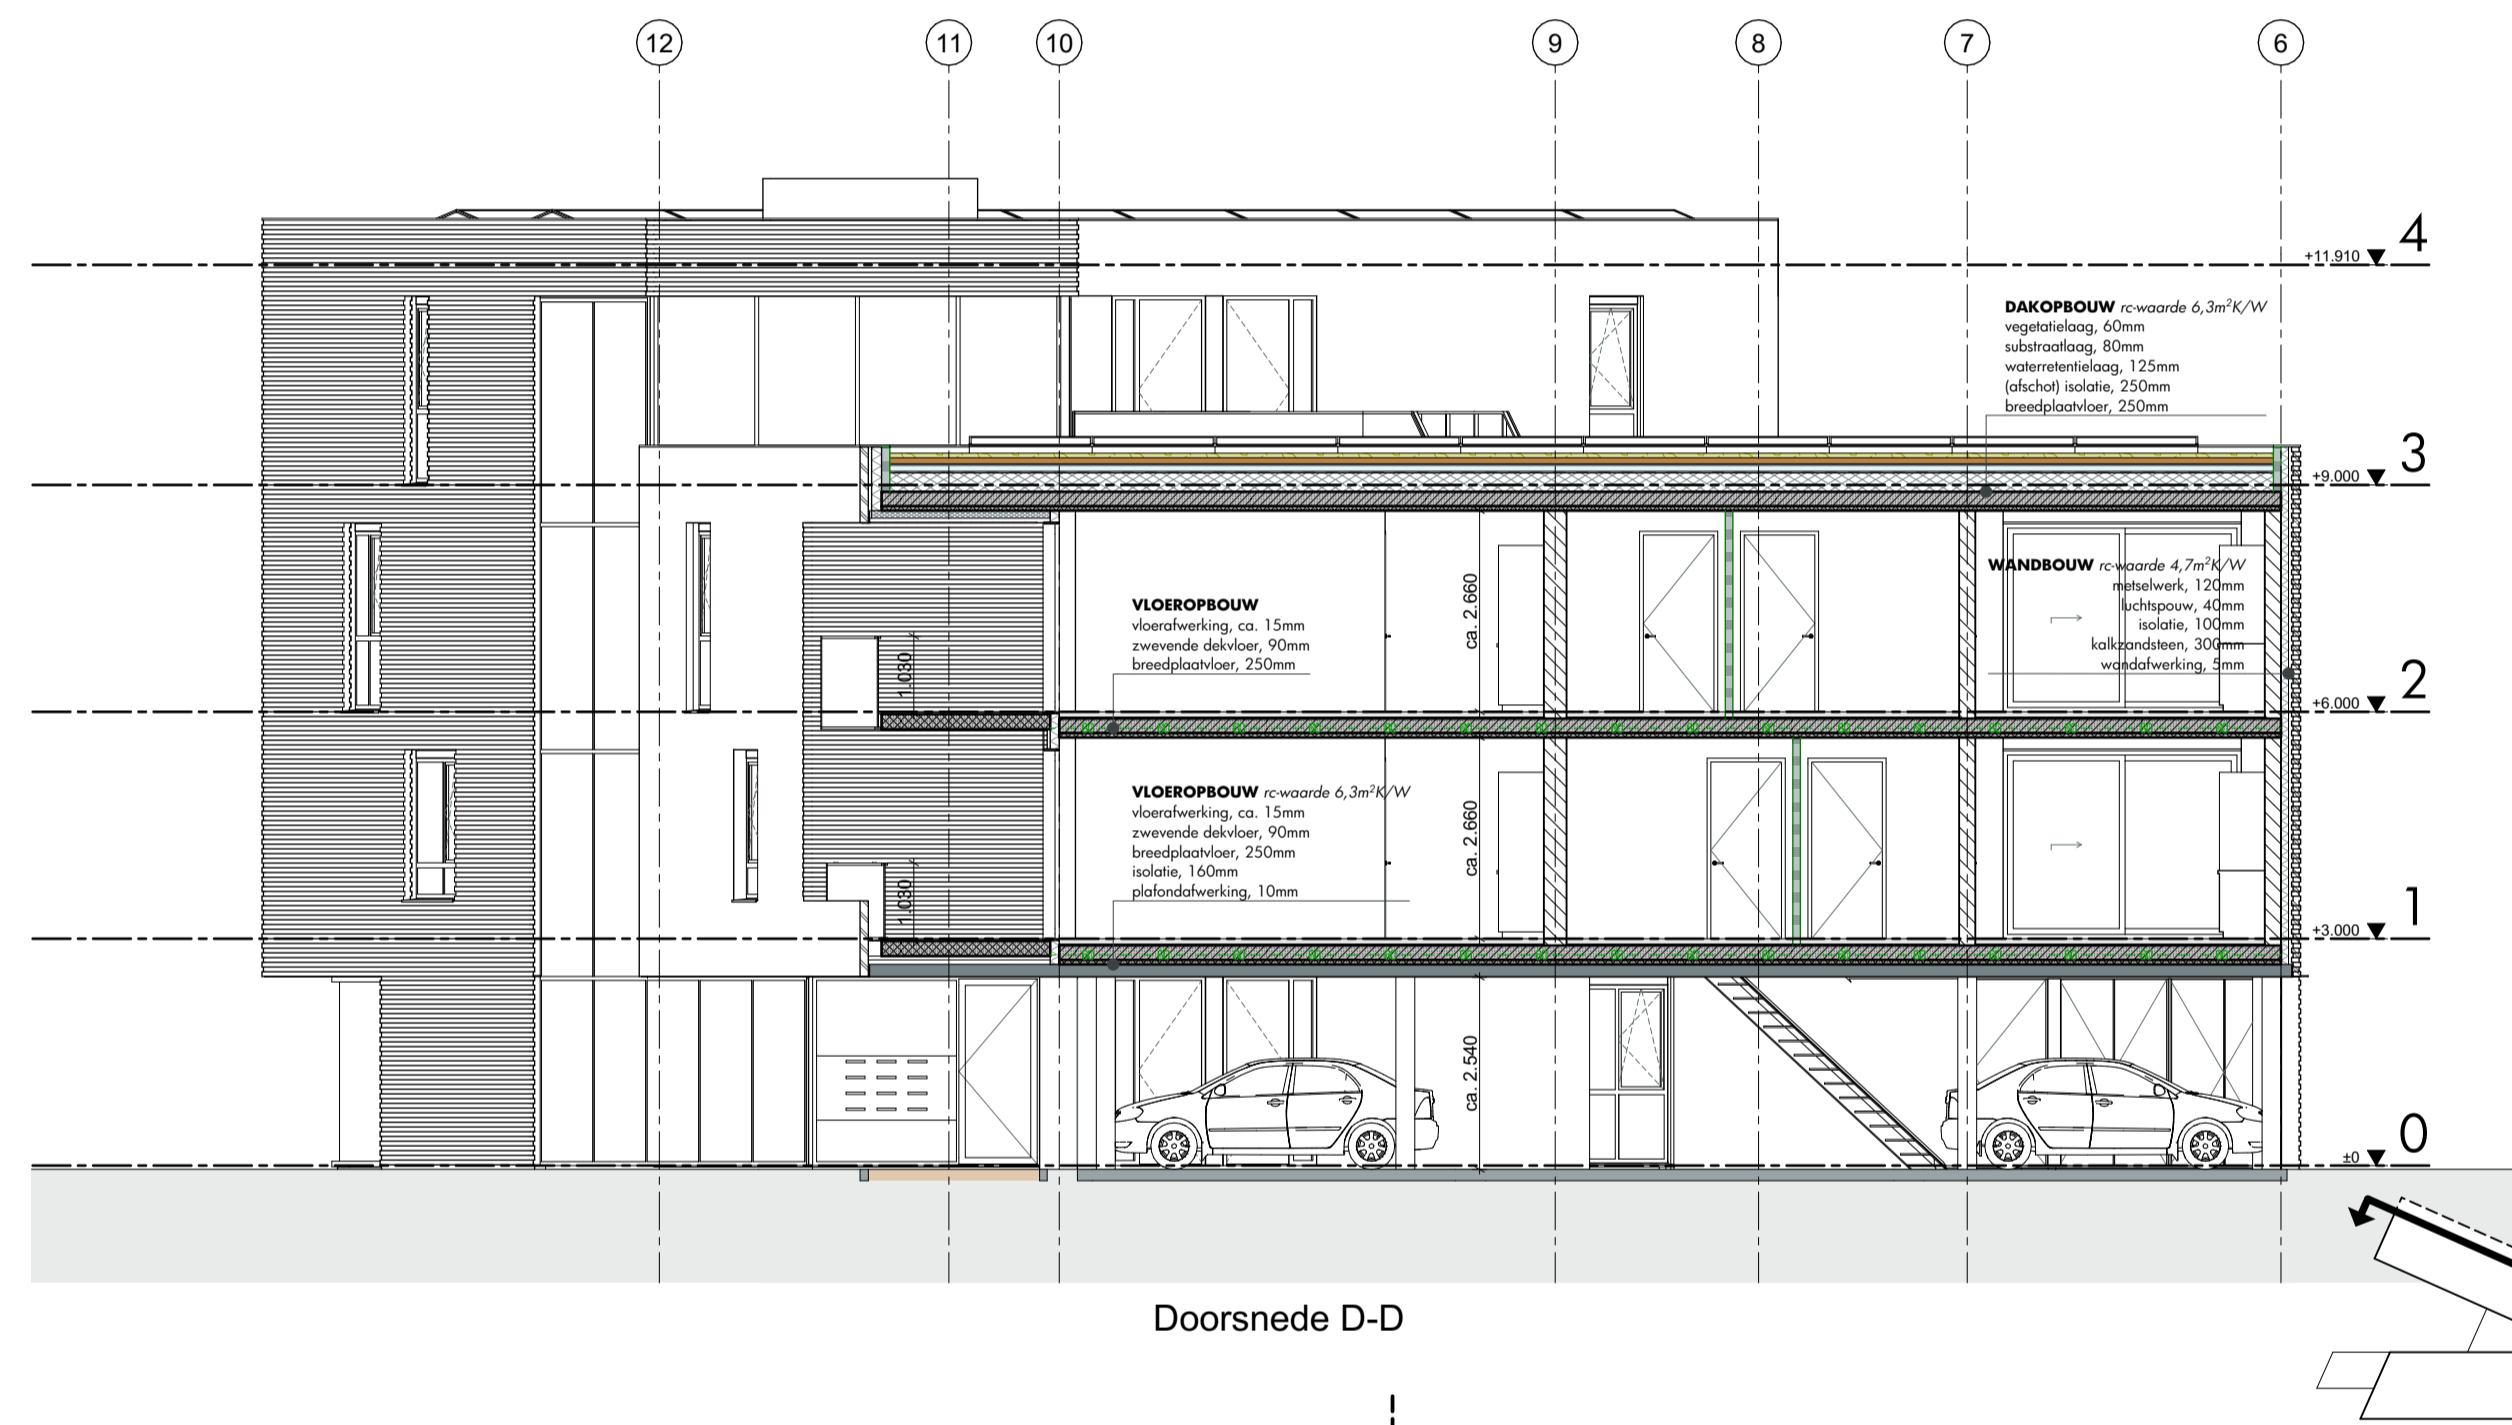 12
11
10
9
8
7
6
4
+11.910
DAKOPBOUW rc-waarde 6,3m²K/W
vegetatielaag, 60mm
substraatlaag, 80mm
waterretentielaag, 125mm
(afschot) isolatie, 250mm
breedplaatvloer, 250mm
3
+9.000
WANDBOUW rc-waarde 4,7m²K/W
metselwerk, 120mm
luchtspouw, 40mm
isolatie, 100mm
kalkzandsteen, 300mm
wandafwerking, 5mm
VLOEROPBOUW
vloerafwerking, ca. 15mm
zwevende dekvloer, 90mm
breedplaatvloer, 250mm
ca. 2.660
1.030
2
+6.000
VLOEROPBOUW rc-waarde 6,3m²K/W
vloerafwerking, ca. 15mm
zwevende dekvloer, 90mm
breedplaatvloer, 250mm
isolatie, 160mm
plafondafwerking, 10mm
ca. 2.660
1.030
1
+3.000
ca. 2.540
0
±0
Doorsnede D-D